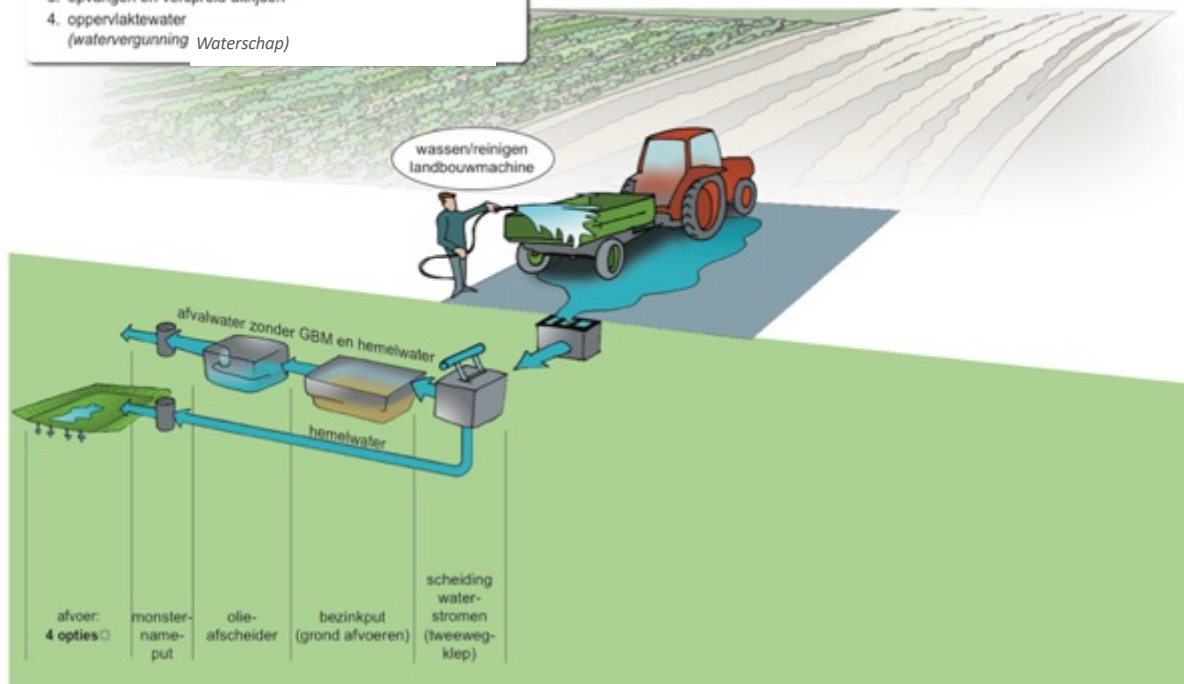 4. oppervlaktewater
(watervergunning Waterschap)
wassen/reinigen
landbouwmachine
afvalwater zonder GBM en hemelwater
hemelwater
afvoer:
4 opties
monster-
name-
put
olie-
afscheider
bezinkput
(grond afvoeren)
scheiding
water-
stromen
(tweeweg-
klep)